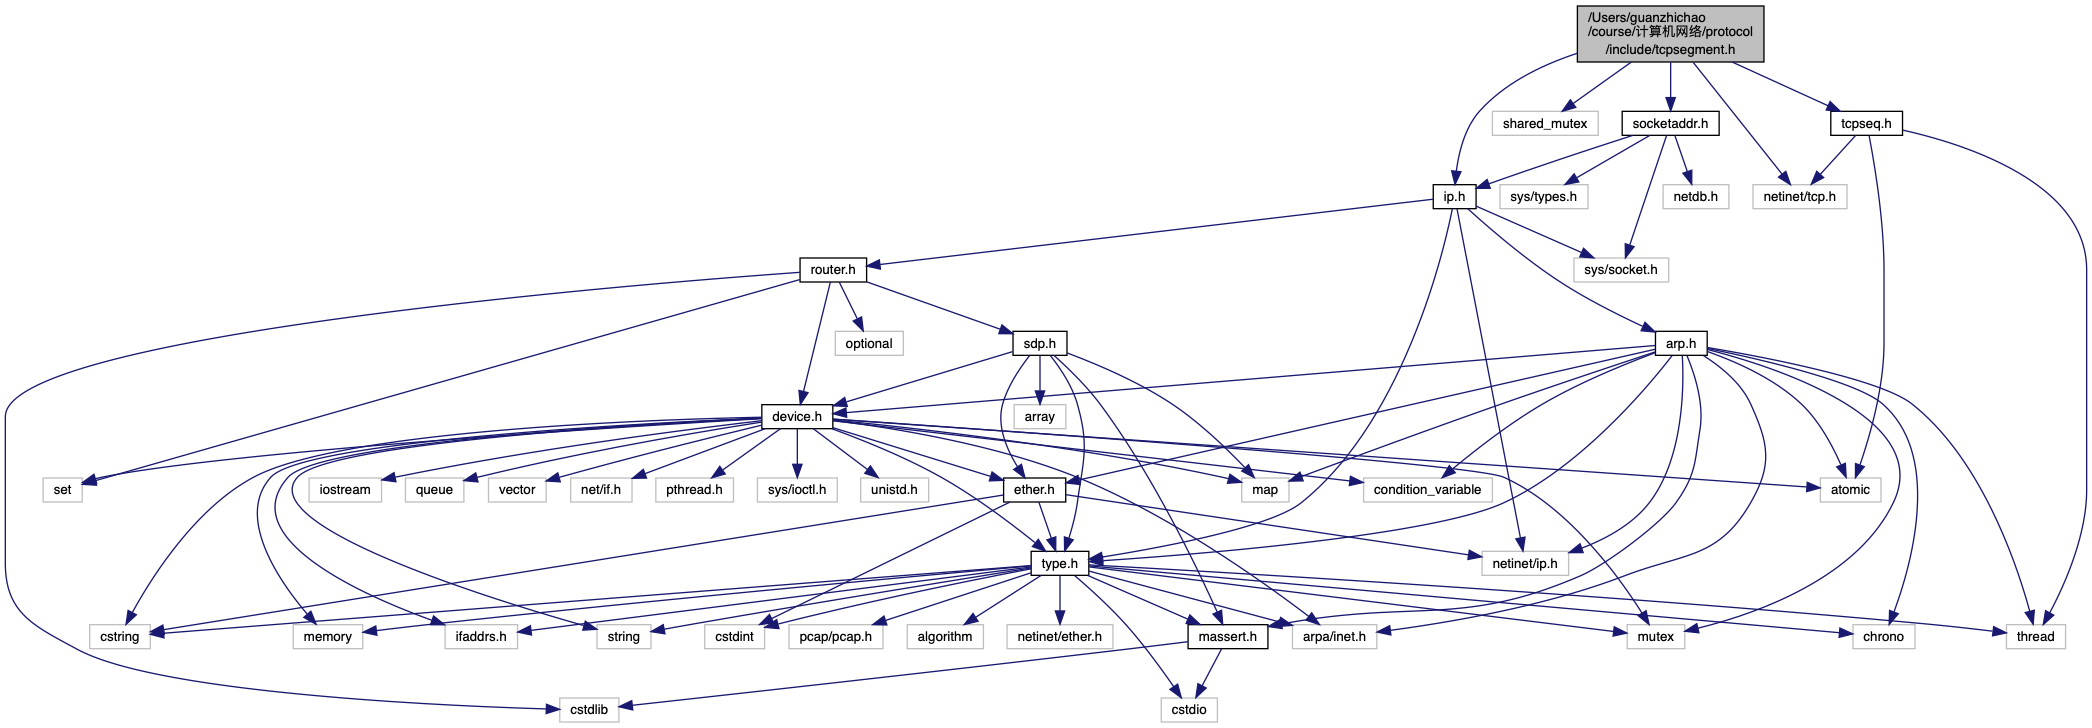 /Users/guanzhichao
/course/计算机网络/protocol
/include/tcpsegment.h
shared_mutex
socketaddr.h
tcpseq.h
ip.h
sys/types.h
netdb.h
netinet/tcp.h
router.h
sys/socket.h
optional
sdp.h
arp.h
device.h
array
set
iostream
queue
vector
net/if.h
pthread.h
sys/ioctl.h
unistd.h
ether.h
map
condition_variable
atomic
type.h
netinet/ip.h
cstring
memory
ifaddrs.h
string
cstdint
pcap/pcap.h
algorithm
netinet/ether.h
massert.h
arpa/inet.h
mutex
chrono
thread
cstdlib
cstdio